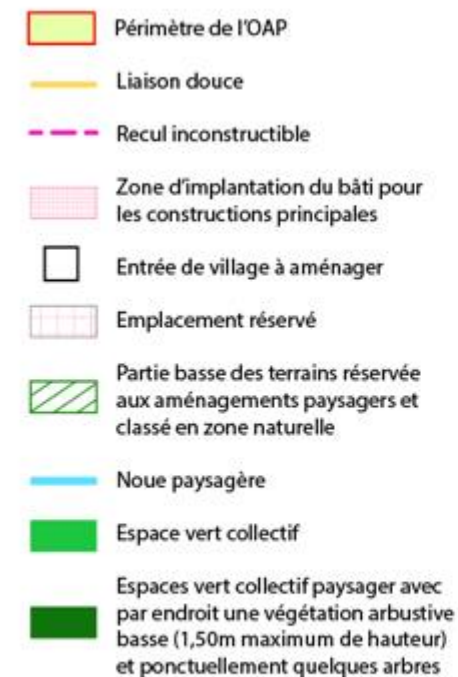 Périmètre de l'OAP
Liaison douce
Recul inconstructible
Zone d'implantation du bâti pour
les constructions principales
Entrée de village à aménager
Emplacement réservé
Partie basse des terrains réservée
aux aménagements paysagers et
classé en zone naturelle
Noue paysagère
Espace vert collectif
Espaces vert collectif paysager avec
par endroit une végétation arbustive
basse (1,50m maximum de hauteur)
et ponctuellement quelques arbres